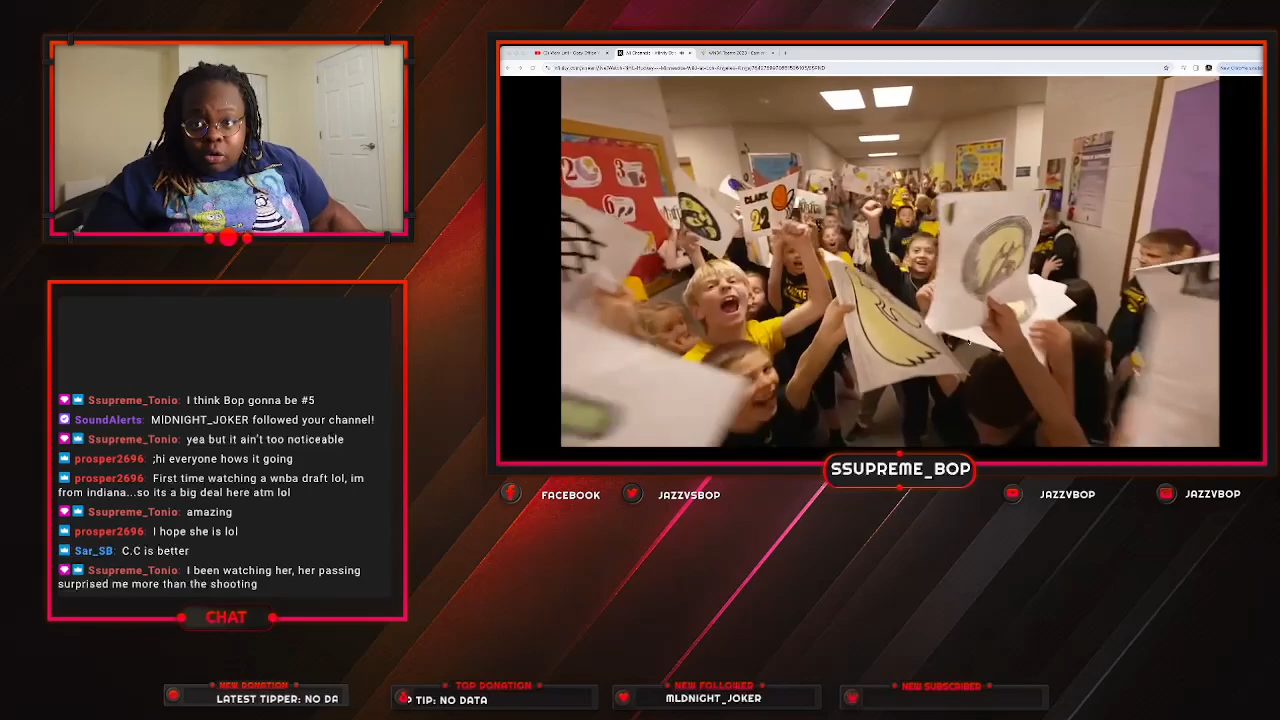 CLARK
22
2
3
6
Ssupreme_Tonio: I think Bop gonna be #5
SoundAlerts: MIDNIGHT_JOKER followed your channel!
Ssupreme_Tonio: yea but it ain't too noticeable
prosper2696: ;hi everyone hows it going
prosper2696: First time watching a wnba draft lol, im
from indiana...so its a big deal here atm lol
Ssupreme_Tonio: amazing
prosper2696: I hope she is lol
Sar_SB: C.C is better
Ssupreme_Tonio: I been watching her, her passing
surprised me more than the shooting
CHAT
SSUPREME_BOP
FACEBOOK
JAZZVSBOP
JAZZVBOP
JAZZVBOP
NEW DONATION
LATEST TIPPER: NO DA
TOP DONATION
P TIP: NO DATA
NEW FOLLOWER
MLDNIGHT_JOKER
NEW SUBSCRIBER